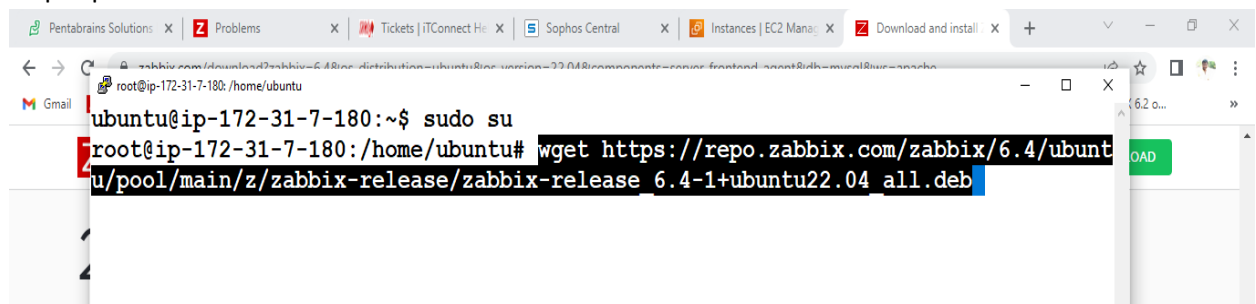 Pentabrains Solutions
Problems
Tickets | iTConnect He
Sophos Central
Instances | EC2 Manag
Download and install
root@ip-172-31-7-180: /home/ubuntu
Gmail
6.2 o...
ubuntu@ip-172-31-7-180:~$ sudo su
root@ip-172-31-7-180:/home/ubuntu# wget https://repo.zabbix.com/zabbix/6.4/ubunt
u/pool/main/z/zabbix-release/zabbix-release_6.4-1+ubuntu22.04_all.deb
OAD